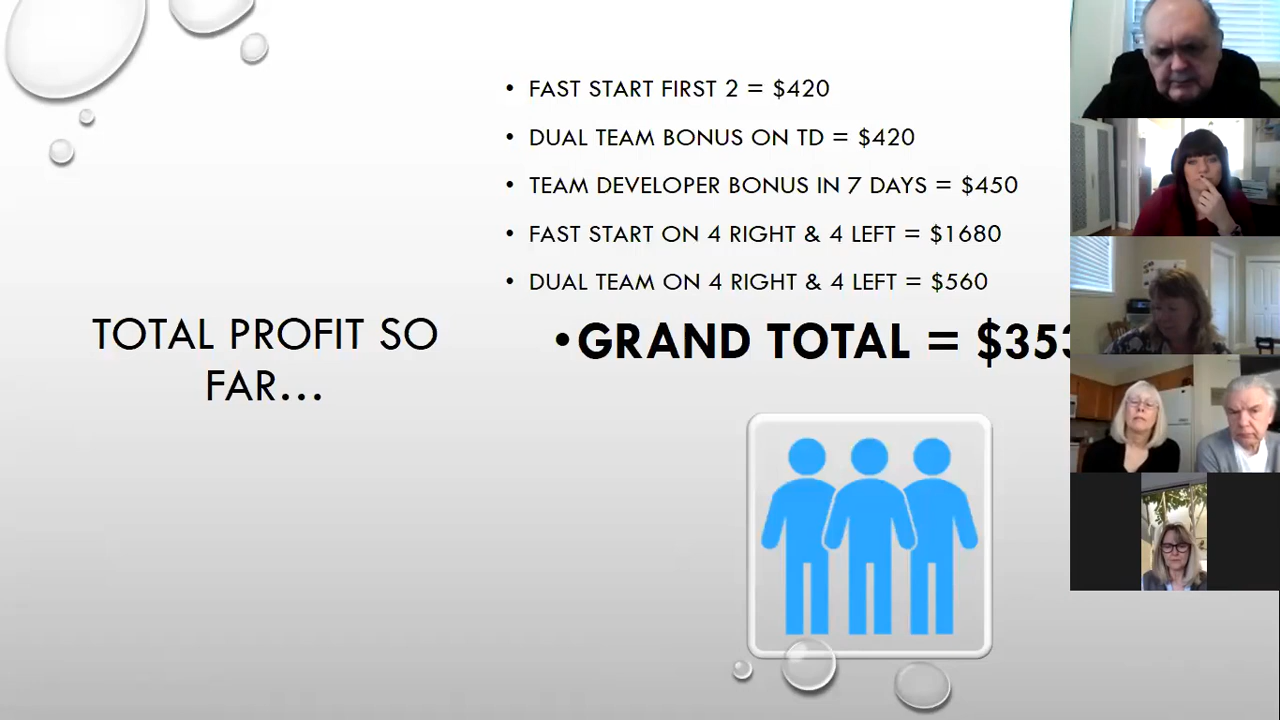 • FAST START FIRST 2 = $420
• DUAL TEAM BONUS ON TD = $420
• TEAM DEVELOPER BONUS IN 7 DAYS = $450
• FAST START ON 4 RIGHT & 4 LEFT = $1680
• DUAL TEAM ON 4 RIGHT & 4 LEFT = $560
• GRAND TOTAL =
TOTAL PROFIT SO
FAR...